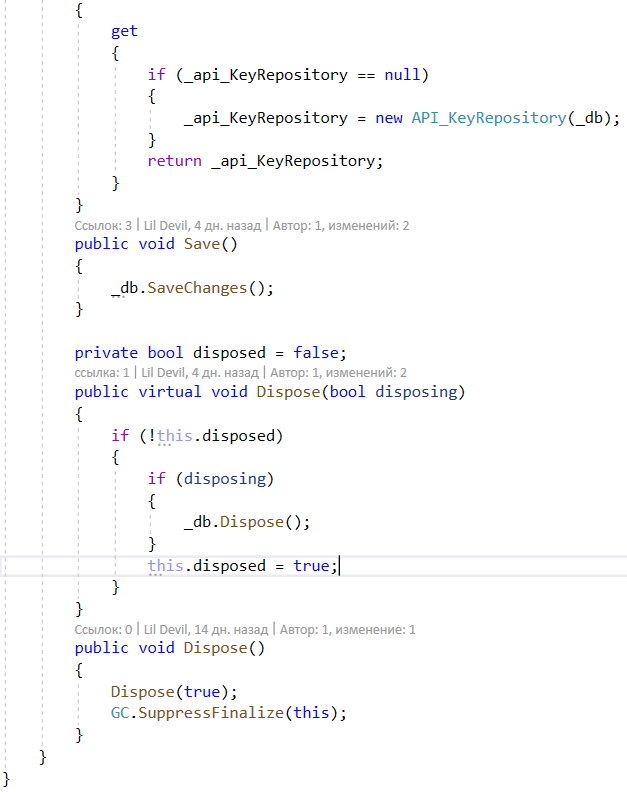 {
get
{
if (_api_KeyRepository == null)
{
_api_KeyRepository = new API_KeyRepository(_db);
}
return _api_KeyRepository;
}
}
Ссылок: 3 | Lil Devil, 4 дн. назад | Автор: 1, изменений: 2
public void Save()
{
_db.SaveChanges();
}
private bool disposed = false;
ссылка: 1 | Lil Devil, 4 дн. назад | Автор: 1, изменений: 2
public virtual void Dispose(bool disposing)
{
if (!this.disposed)
{
if (disposing)
{
_db.Dispose();
}
this.disposed = true;
}
}
Ссылок: 0 | Lil Devil, 14 дн. назад | Автор: 1, изменение: 1
public void Dispose()
{
Dispose(true);
GC.SuppressFinalize(this);
}
}
}